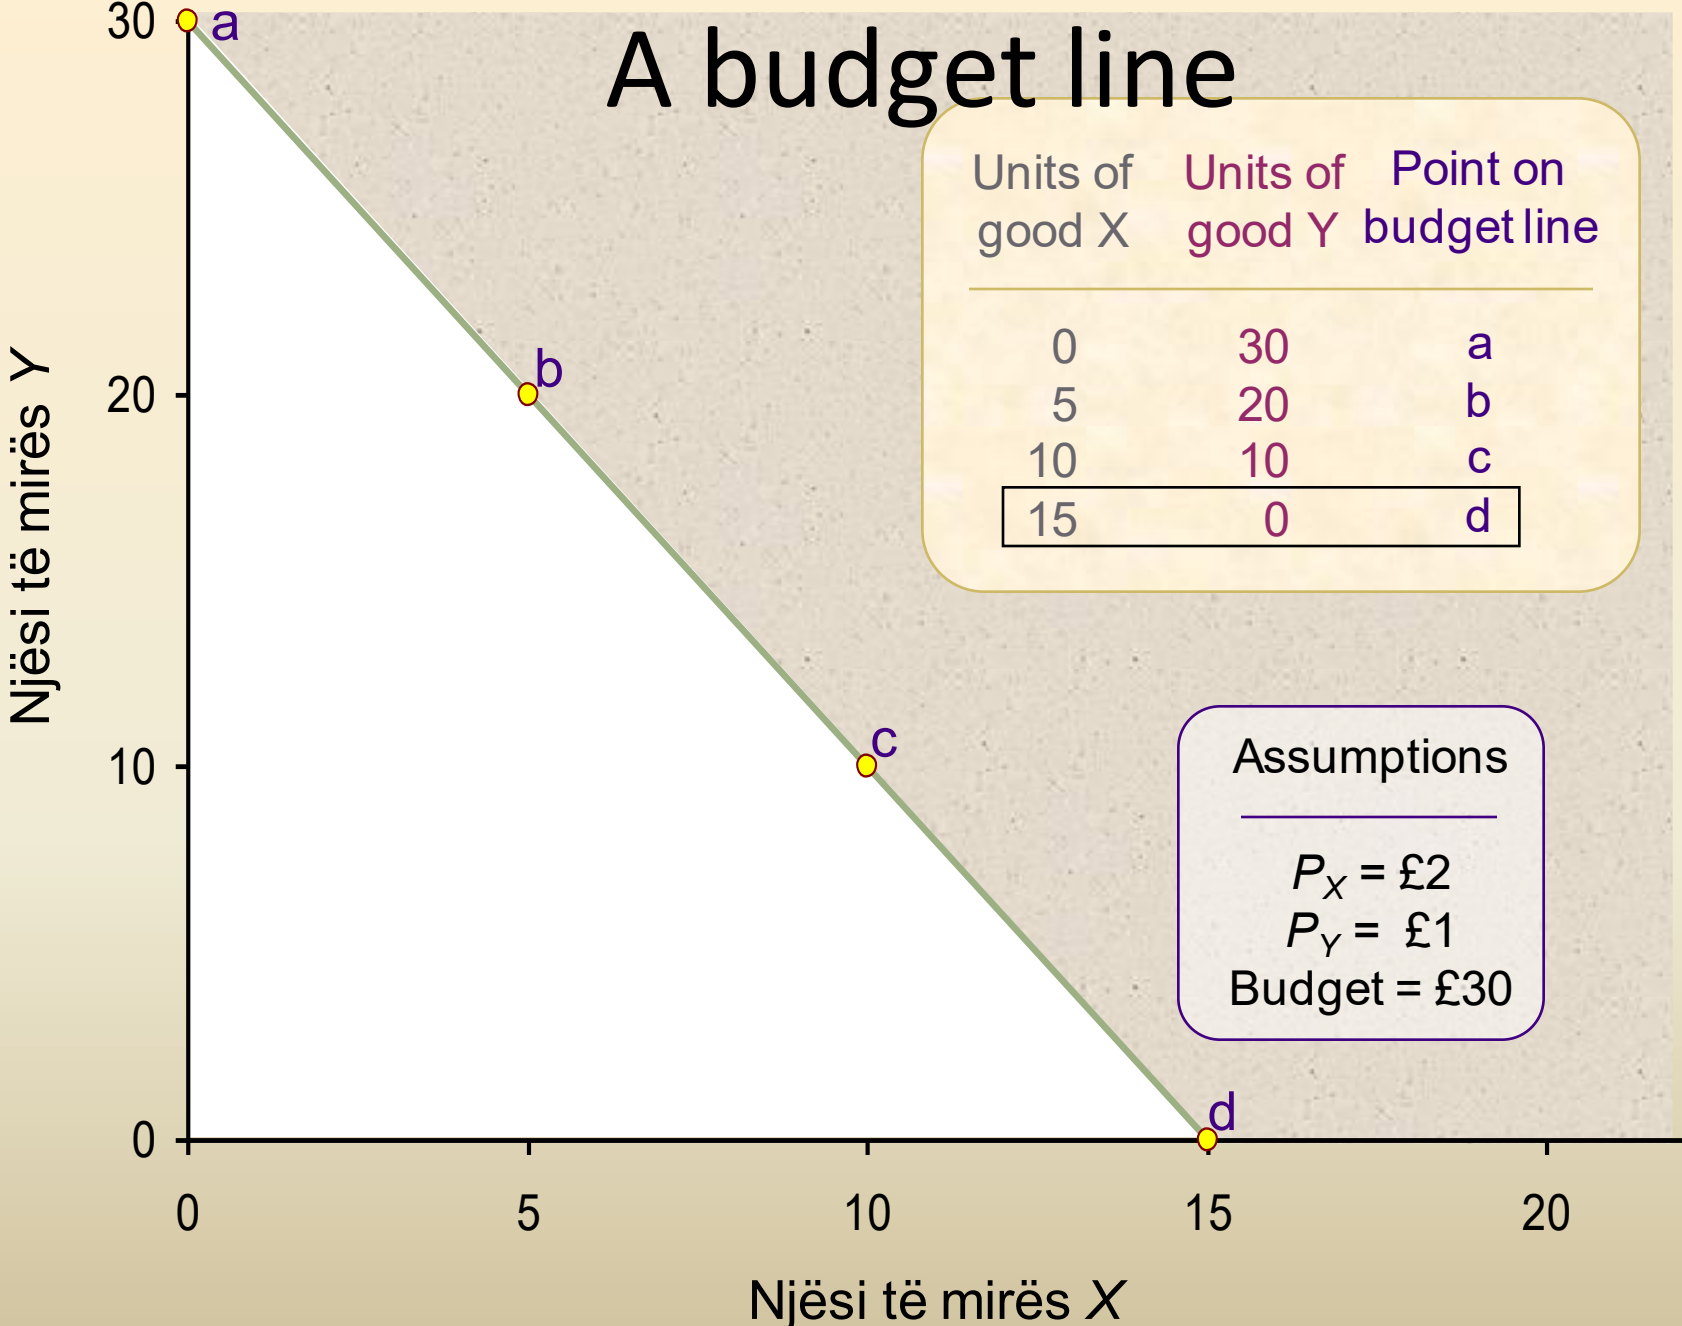 A budget line
30
a
Units of
good X
Units of
good Y
Point on
budget line
0 30 a
5 20 b
10 10 c
15 0 d
Njësi të mirës Y
20
b
10
c
Assumptions
PX = £2
PY = £1
Budget = £30
0
d
0 5 10 15 20
Njësi të mirës X